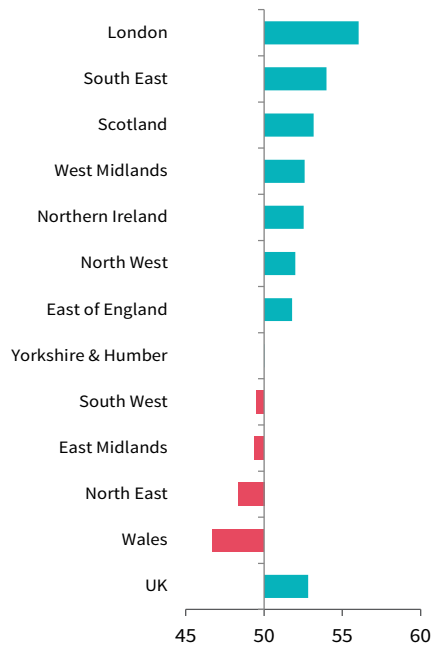 London
South East
Scotland
West Midlands
Northern Ireland
North West
East of England
Yorkshire & Humber
South West
East Midlands
North East
Wales
UK
45 50 55 60